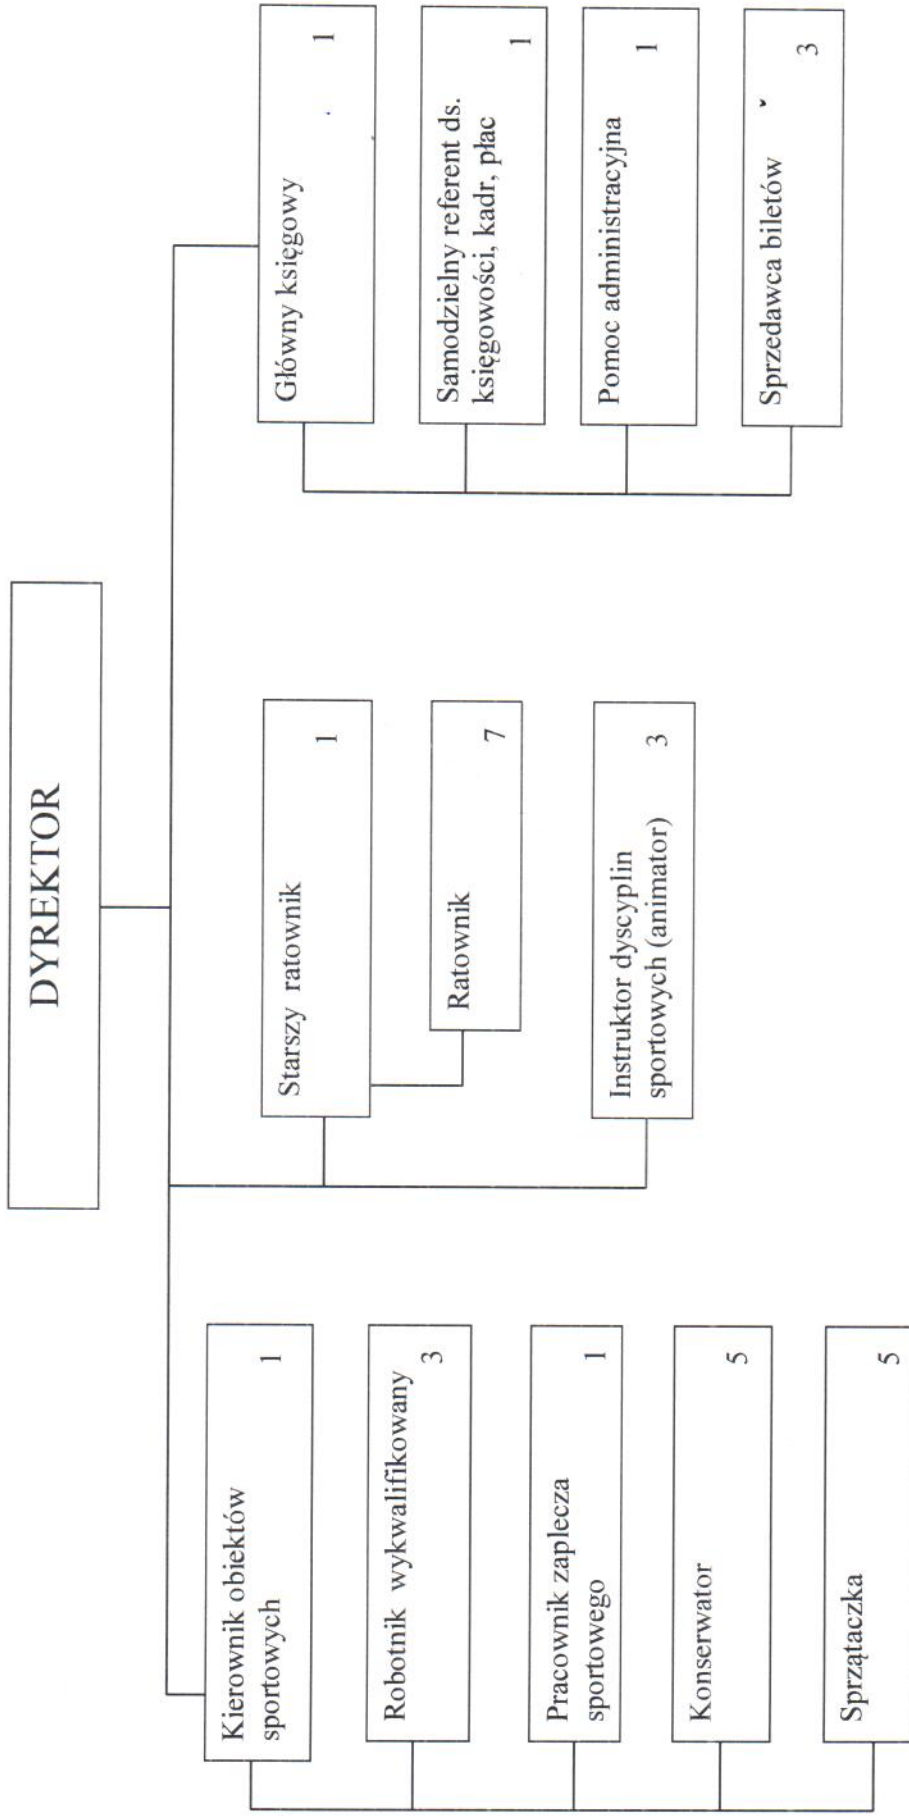 DYREKTOR
Kierownik obiektów
sportowych
1
Robotnik wykwalifikowany
3
Pracownik zaplecza
sportowego
1
Konserwator
5
Sprzątaczka
5
Starszy ratownik
1
Ratownik
7
Instruktor dyscyplin
sportowych (animator)
3
Główny księgowy
1
Samodzielny referent ds.
księgowości, kadr, płac
1
Pomoc administracyjna
1
Sprzedawca biletów
3